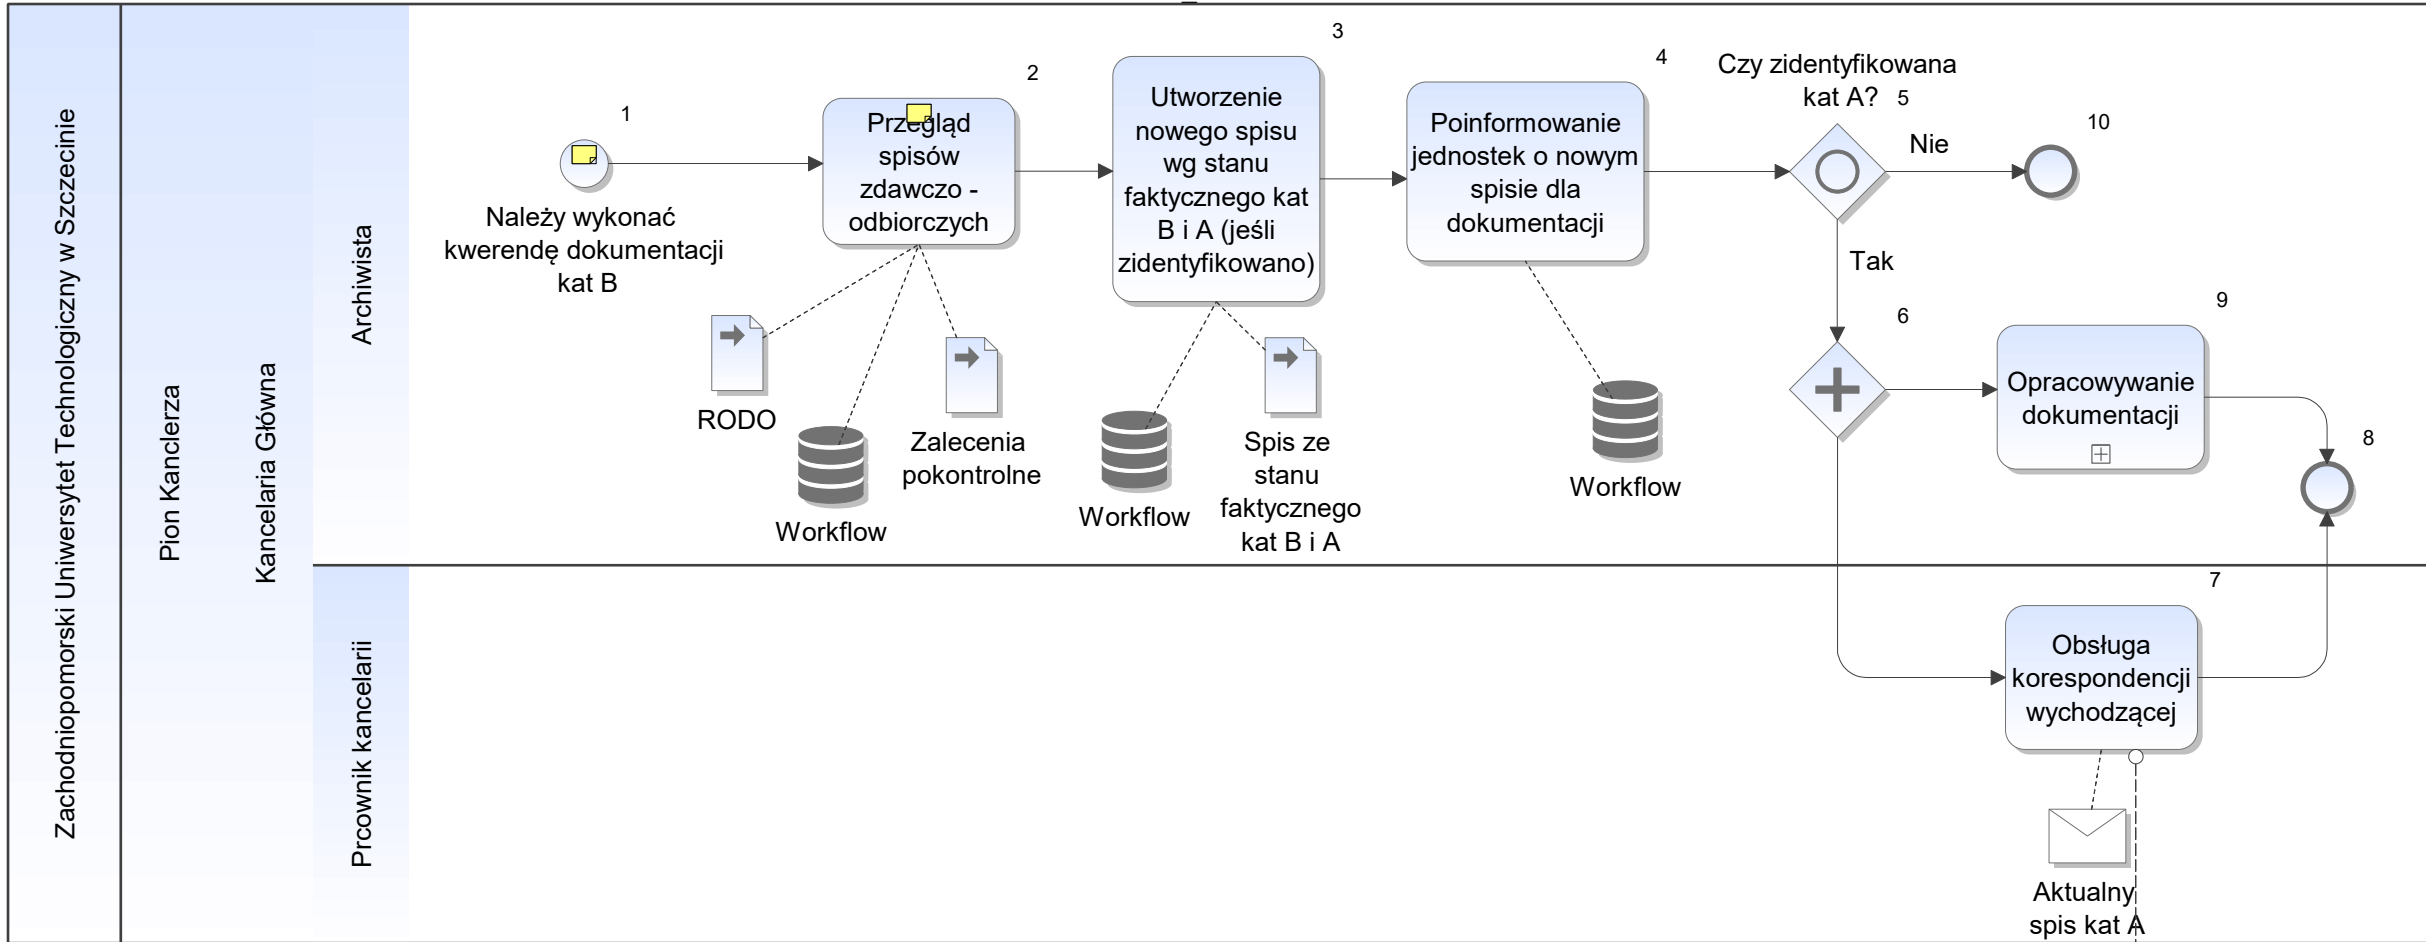 Zachodniopomorski Uniwersytet Technologiczny w Szczecinie
Pion Kanclerza
Kancelaria Główna
Archiwista
1
Należy wykonać
kwerendę dokumentacji
kat B
2
Przegląd
spisów
zdawczo -
odbiorczych
RODO
Workflow
Zalecenia
pokontrolne
3
Utworzenie
nowego spisu
wg stanu
faktycznego kat
B i A (jeśli
zidentyfikowano)
Workflow
Spis ze
stanu
faktycznego
kat B i A
4
Poinformowanie
jednostek o nowym
spisie dla
dokumentacji
Workflow
Czy zidentyfikowana
kat A?
5
Nie
10
Tak
6
9
Opracowywanie
dokumentacji
8
Prcownik kancelarii
7
Obsługa
korespondencji
wychodzącej
Aktualny
spis kat A